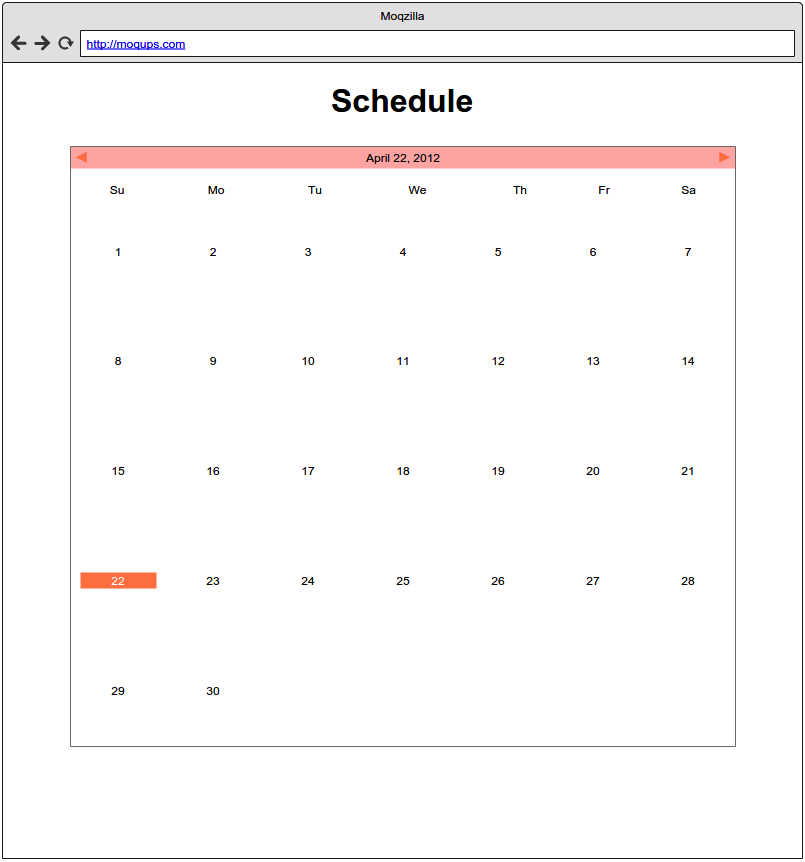 Moqzilla
http://moqups.com
Schedule
April 22, 2012
Su Mo Tu We Th Fr Sa
1 2 3 4 5 6 7
8 9 10 11 12 13 14
15 16 17 18 19 20 21
22 23 24 25 26 27 28
29 30